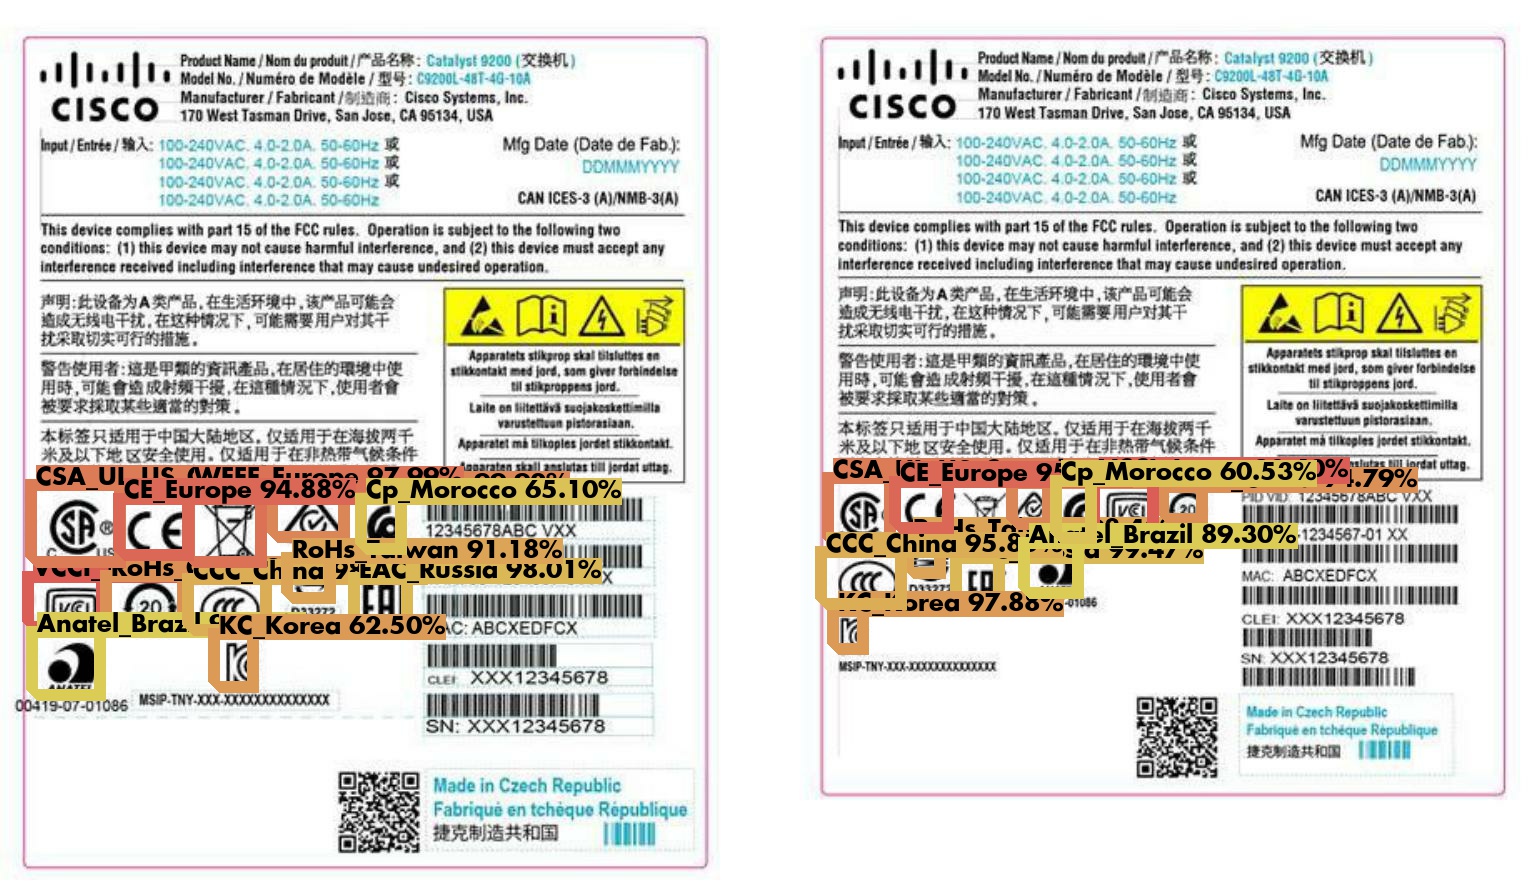 CISCO
Product Name / Nom du produit / 产品名称: Catalyst 9200 (交换机)
Model No. / Numéro de Modèle / 型号: C9200L-48T-4G-10A
Manufacturer / Fabricant / 制造商: Cisco Systems, Inc.
170 West Tasman Drive, San Jose, CA 95134, USA
Input / Entrée / 输入: 100-240VAC. 4.0-2.0A. 50-60Hz 或
100-240VAC. 4.0-2.0A. 50-60Hz 或
100-240VAC. 4.0-2.0A. 50-60Hz 或
100-240VAC. 4.0-2.0A. 50-60Hz
Mfg Date (Date de Fab.):
DDMMMYYYY
CAN ICES-3 (A)/NMB-3(A)
This device complies with part 15 of the FCC rules. Operation is subject to the following two
conditions: (1) this device may not cause harmful interference, and (2) this device must accept any
interference received including interference that may cause undesired operation.
声明:此设备为A类产品,在生活环境中,该产品可能会
造成无线电干扰,在这种情况下,可能需要用户对其干
扰采取切实可行的措施。
警告使用者:這是甲類的資訊產品,在居住的環境中使
用時,可能會造成射頻干擾,在這種情況下,使用者會
被要求採取某些適當的對策。
本标签只适用于中国大陆地区。仅适用于在海拔两千
米及以下地区安全使用。仅适用于在非热带气候条件
Apparatets stikprop skal tilsluttes en
stikkontakt med jord, som giver forbindelse
til stikproppens jord.
Laite on liitettävä suojakoskettimilla
varustettuun pistorasiaan.
Apparatet må tilkoples jordet stikkontakt.
Apparaten skall anslutas till jordat uttag.
CE_Europe 94.88%
Cp_Morocco 65.10%
12345678ABC VXX
RoHs_Taiwan 91.18%
EAC_Russia 98.01%
20
ABCXEDFCX
KC_Korea 62.50%
CLEI: XXX12345678
00419-07-01086
MSIP-TNY-XXX-XXXXXXXXXXXXXXX
SN: XXX12345678
Made in Czech Republic
Fabriqué en tchèque République
捷克制造共和国
CISCO
Product Name / Nom du produit / 产品名称: Catalyst 9200 (交换机)
Model No. / Numéro de Modèle / 型号: C9200L-48T-4G-10A
Manufacturer / Fabricant / 制造商: Cisco Systems, Inc.
170 West Tasman Drive, San Jose, CA 95134, USA
Input / Entrée / 输入: 100-240VAC. 4.0-2.0A. 50-60Hz 或
100-240VAC. 4.0-2.0A. 50-60Hz 或
100-240VAC. 4.0-2.0A. 50-60Hz 或
100-240VAC. 4.0-2.0A. 50-60Hz
Mfg Date (Date de Fab.):
DDMMMYYYY
CAN ICES-3 (A)/NMB-3(A)
This device complies with part 15 of the FCC rules. Operation is subject to the following two
conditions: (1) this device may not cause harmful interference, and (2) this device must accept any
interference received including interference that may cause undesired operation.
声明:此设备为A类产品,在生活环境中,该产品可能会
造成无线电干扰,在这种情况下,可能需要用户对其干
扰采取切实可行的措施。
警告使用者:這是甲類的資訊產品,在居住的環境中使
用時,可能會造成射頻干擾,在這種情況下,使用者會
被要求採取某些適當的對策。
本标签只适用于中国大陆地区。仅适用于在海拔两千
米及以下地区安全使用。仅适用于在非热带气候条件
Apparatets stikprop skal tilsluttes en
stikkontakt med jord, som giver forbindelse
til stikproppens jord.
Laite on liitettävä suojakoskettimilla
varustettuun pistorasiaan.
Apparatet må tilkoples jordet stikkontakt.
anslutas till jordat uttag.
CE_Europe
Cp_Morocco 60.53%
PID VID: 12345678ABC VXX
Anatel_Brazil 89.30%
CCC_China
99.47%
MAC: ABCXEDFCX
KC_Korea 97.88%
CLEI: XXX12345678
SN: XXX12345678
MSIP-TNY-XXX-XXXXXXXXXXXXXXX
Made in Czech Republic
Fabriqué en tchèque République
捷克制造共和国